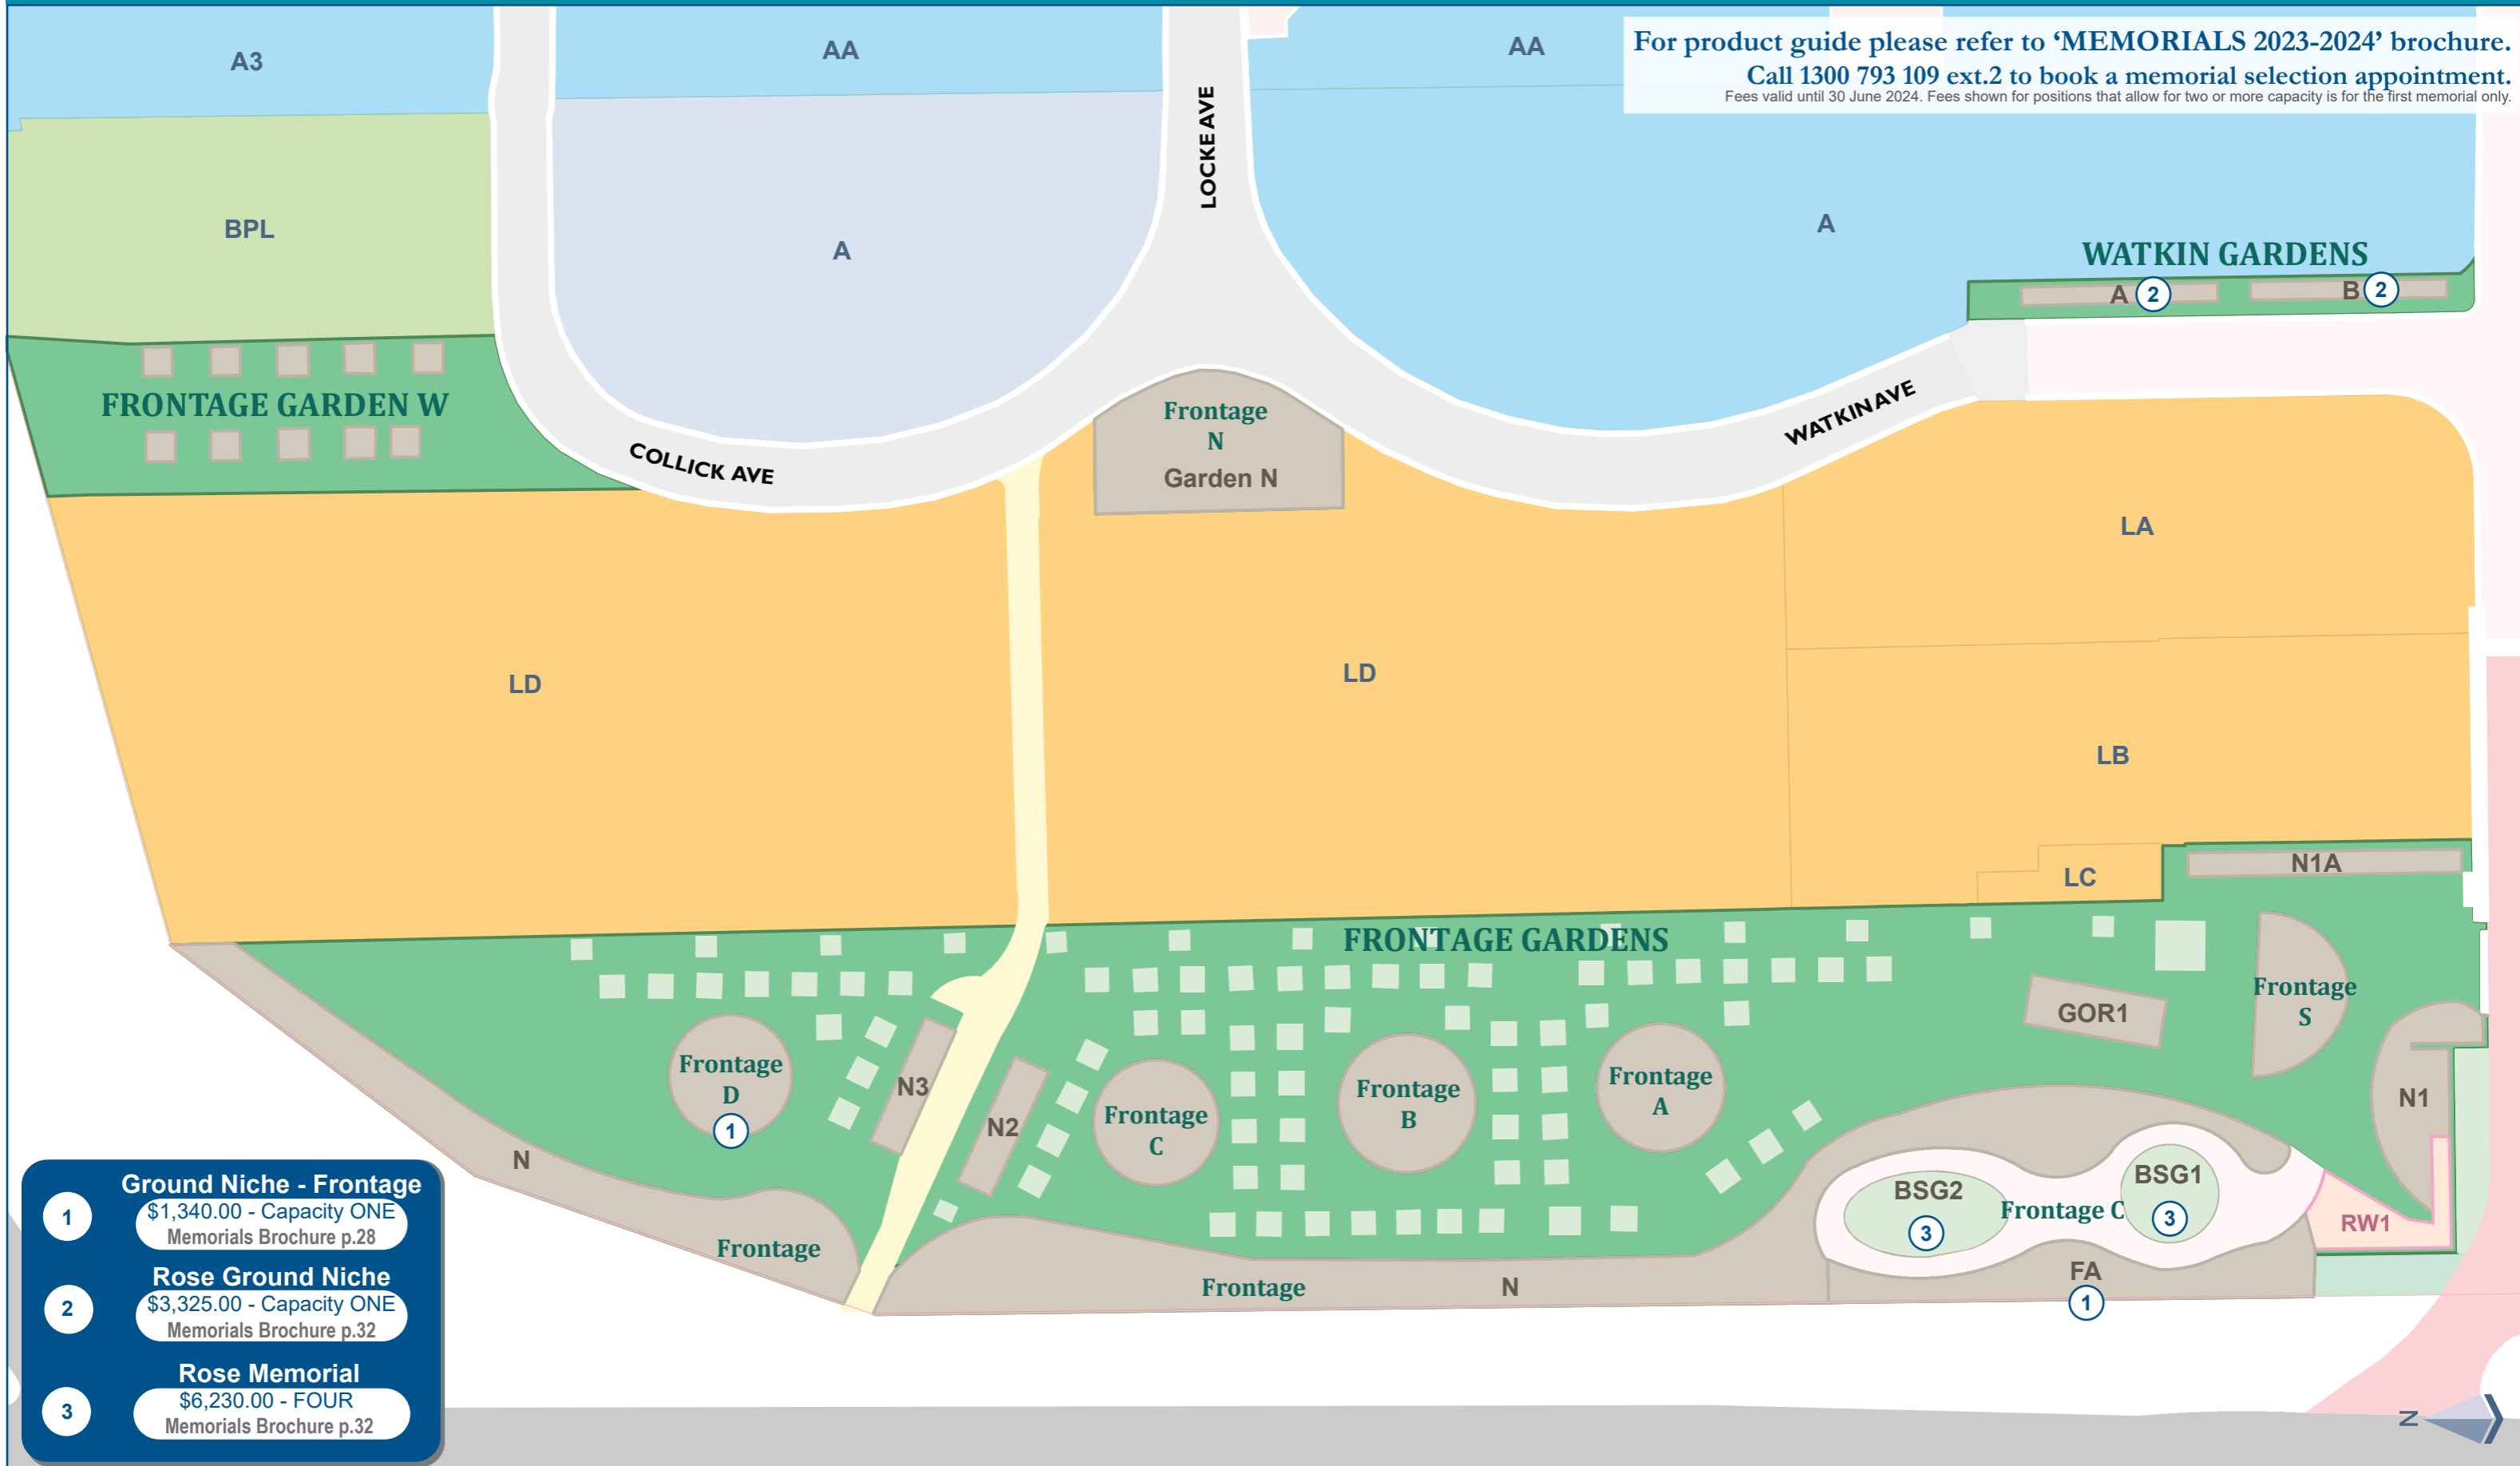 For product guide please refer to ‘MEMORIALS 2023-2024’ brochure.
Call 1300 793 109 ext.2 to book a memorial selection appointment.
Fees valid until 30 June 2024. Fees shown for positions that allow for two or more capacity is for the first memorial only.
A3
AA
AA
LOCKE AVE
BPL
A
A
WATKIN GARDENS
A 2
B 2
FRONTAGE GARDEN W
COLLICK AVE
Frontage
N
Garden N
WATKIN AVE
LA
LD
LD
LB
LC
N1A
FRONTAGE GARDENS
GOR1
Frontage
S
Frontage
D
1
N3
N2
Frontage
C
Frontage
B
Frontage
A
N1
N
Frontage
BSG2
3
Frontage C
BSG1
3
RW1
Frontage
N
FA
1
1
Ground Niche - Frontage
$1,340.00 - Capacity ONE
Memorials Brochure p.28
2
Rose Ground Niche
$3,325.00 - Capacity ONE
Memorials Brochure p.32
3
Rose Memorial
$6,230.00 - FOUR
Memorials Brochure p.32
N